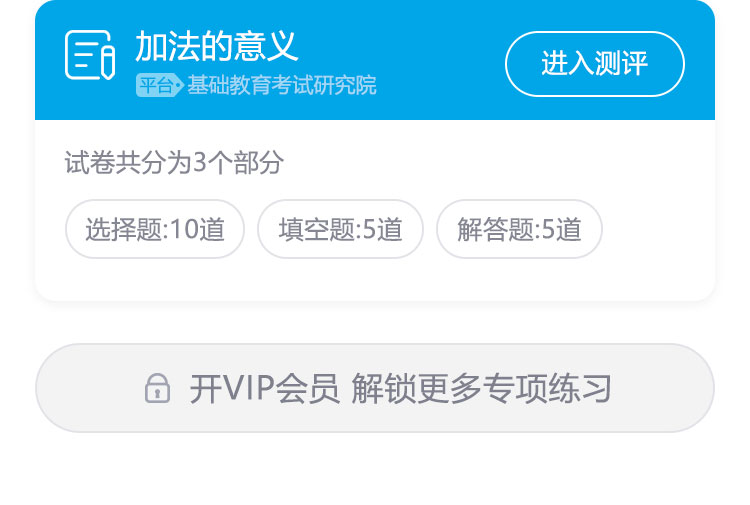 加法的意义
平台 基础教育考试研究院
进入测评
试卷共分为3个部分
选择题:10道
填空题:5道
解答题:5道
开VIP会员 解锁更多专项练习